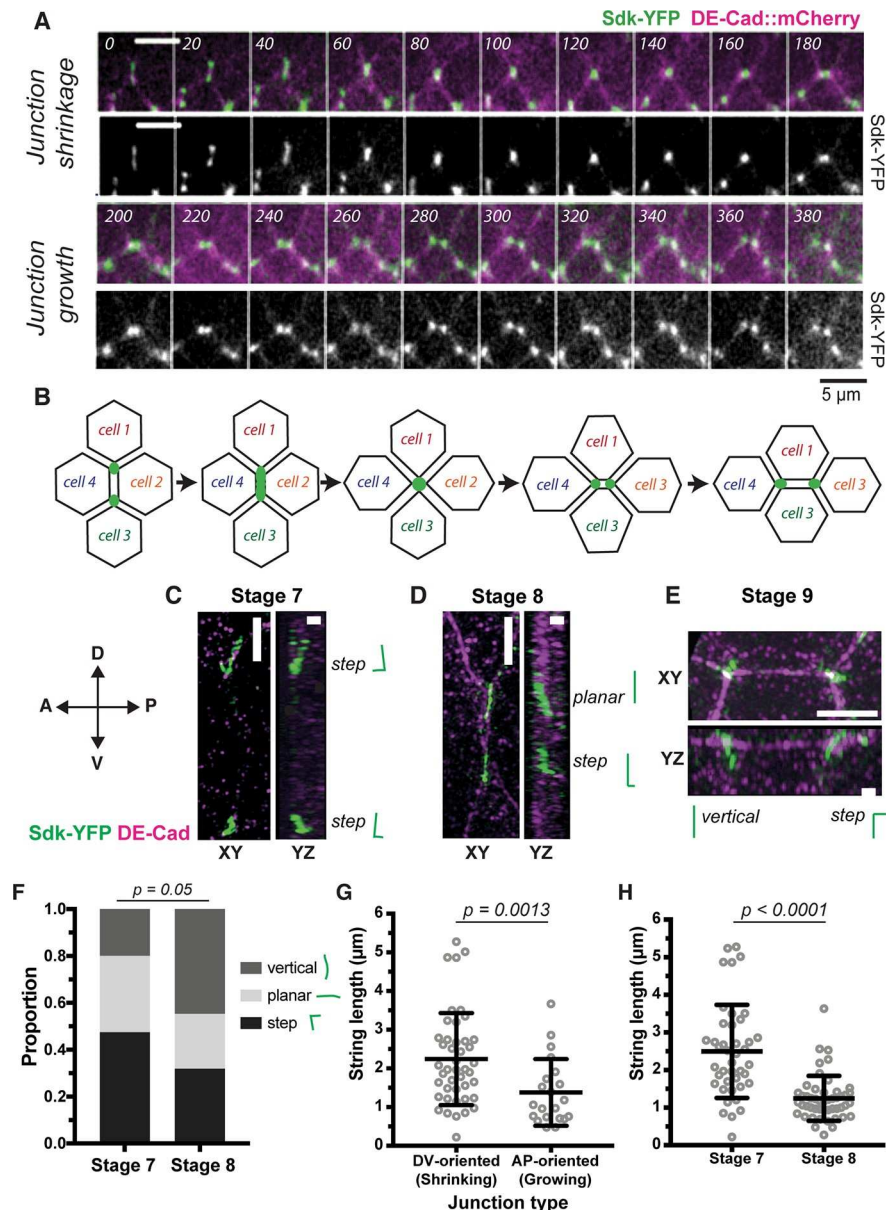 A
Sdk-YFP DE-Cad::mCherry
Junction shrinkage
0 20 40 60 80 100 120 140 160 180
Sdk-YFP
Junction growth
200 220 240 260 280 300 320 340 360 380
Sdk-YFP
5 µm
B
cell 1 cell 4 cell 2 cell 3
cell 1 cell 4 cell 2 cell 3
cell 1 cell 4 cell 2 cell 3
cell 1 cell 4 cell 3 cell 3
cell 1 cell 4 cell 3 cell 3
C Stage 7
D Stage 8
E Stage 9
D
A P
V
Sdk-YFP DE-Cad
step
step
XY YZ
planar
step
XY YZ
XY
YZ
vertical step
F
p = 0.05
Proportion
1.0
0.8
0.6
0.4
0.2
0.0
vertical
planar
step
Stage 7 Stage 8
G
p = 0.0013
String length (µm)
6
5
4
3
2
1
0
DV-oriented AP-oriented
(Shrinking) (Growing)
Junction type
H
p < 0.0001
String length (µm)
6
5
4
3
2
1
0
Stage 7 Stage 8